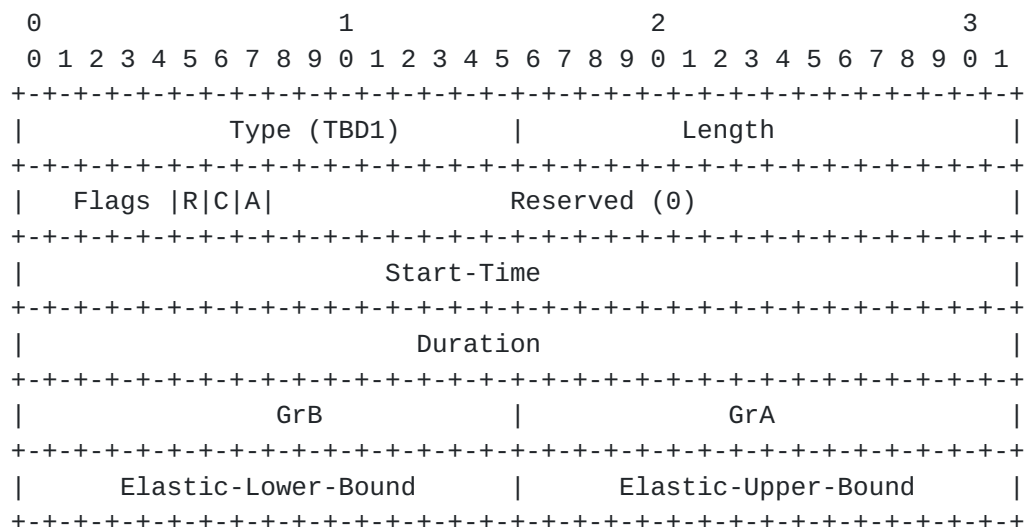 0                   1                   2                   3
 0 1 2 3 4 5 6 7 8 9 0 1 2 3 4 5 6 7 8 9 0 1 2 3 4 5 6 7 8 9 0 1
+-+-+-+-+-+-+-+-+-+-+-+-+-+-+-+-+-+-+-+-+-+-+-+-+-+-+-+-+-+-+-+-+
|             Type (TBD1)       |          Length               |
+-+-+-+-+-+-+-+-+-+-+-+-+-+-+-+-+-+-+-+-+-+-+-+-+-+-+-+-+-+-+-+-+
|   Flags |R|C|A|               Reserved (0)                    |
+-+-+-+-+-+-+-+-+-+-+-+-+-+-+-+-+-+-+-+-+-+-+-+-+-+-+-+-+-+-+-+-+
|                       Start-Time                              |
+-+-+-+-+-+-+-+-+-+-+-+-+-+-+-+-+-+-+-+-+-+-+-+-+-+-+-+-+-+-+-+-+
|                         Duration                              |
+-+-+-+-+-+-+-+-+-+-+-+-+-+-+-+-+-+-+-+-+-+-+-+-+-+-+-+-+-+-+-+-+
|                GrB            |             GrA               |
+-+-+-+-+-+-+-+-+-+-+-+-+-+-+-+-+-+-+-+-+-+-+-+-+-+-+-+-+-+-+-+-+
|      Elastic-Lower-Bound      |      Elastic-Upper-Bound      |
+-+-+-+-+-+-+-+-+-+-+-+-+-+-+-+-+-+-+-+-+-+-+-+-+-+-+-+-+-+-+-+-+